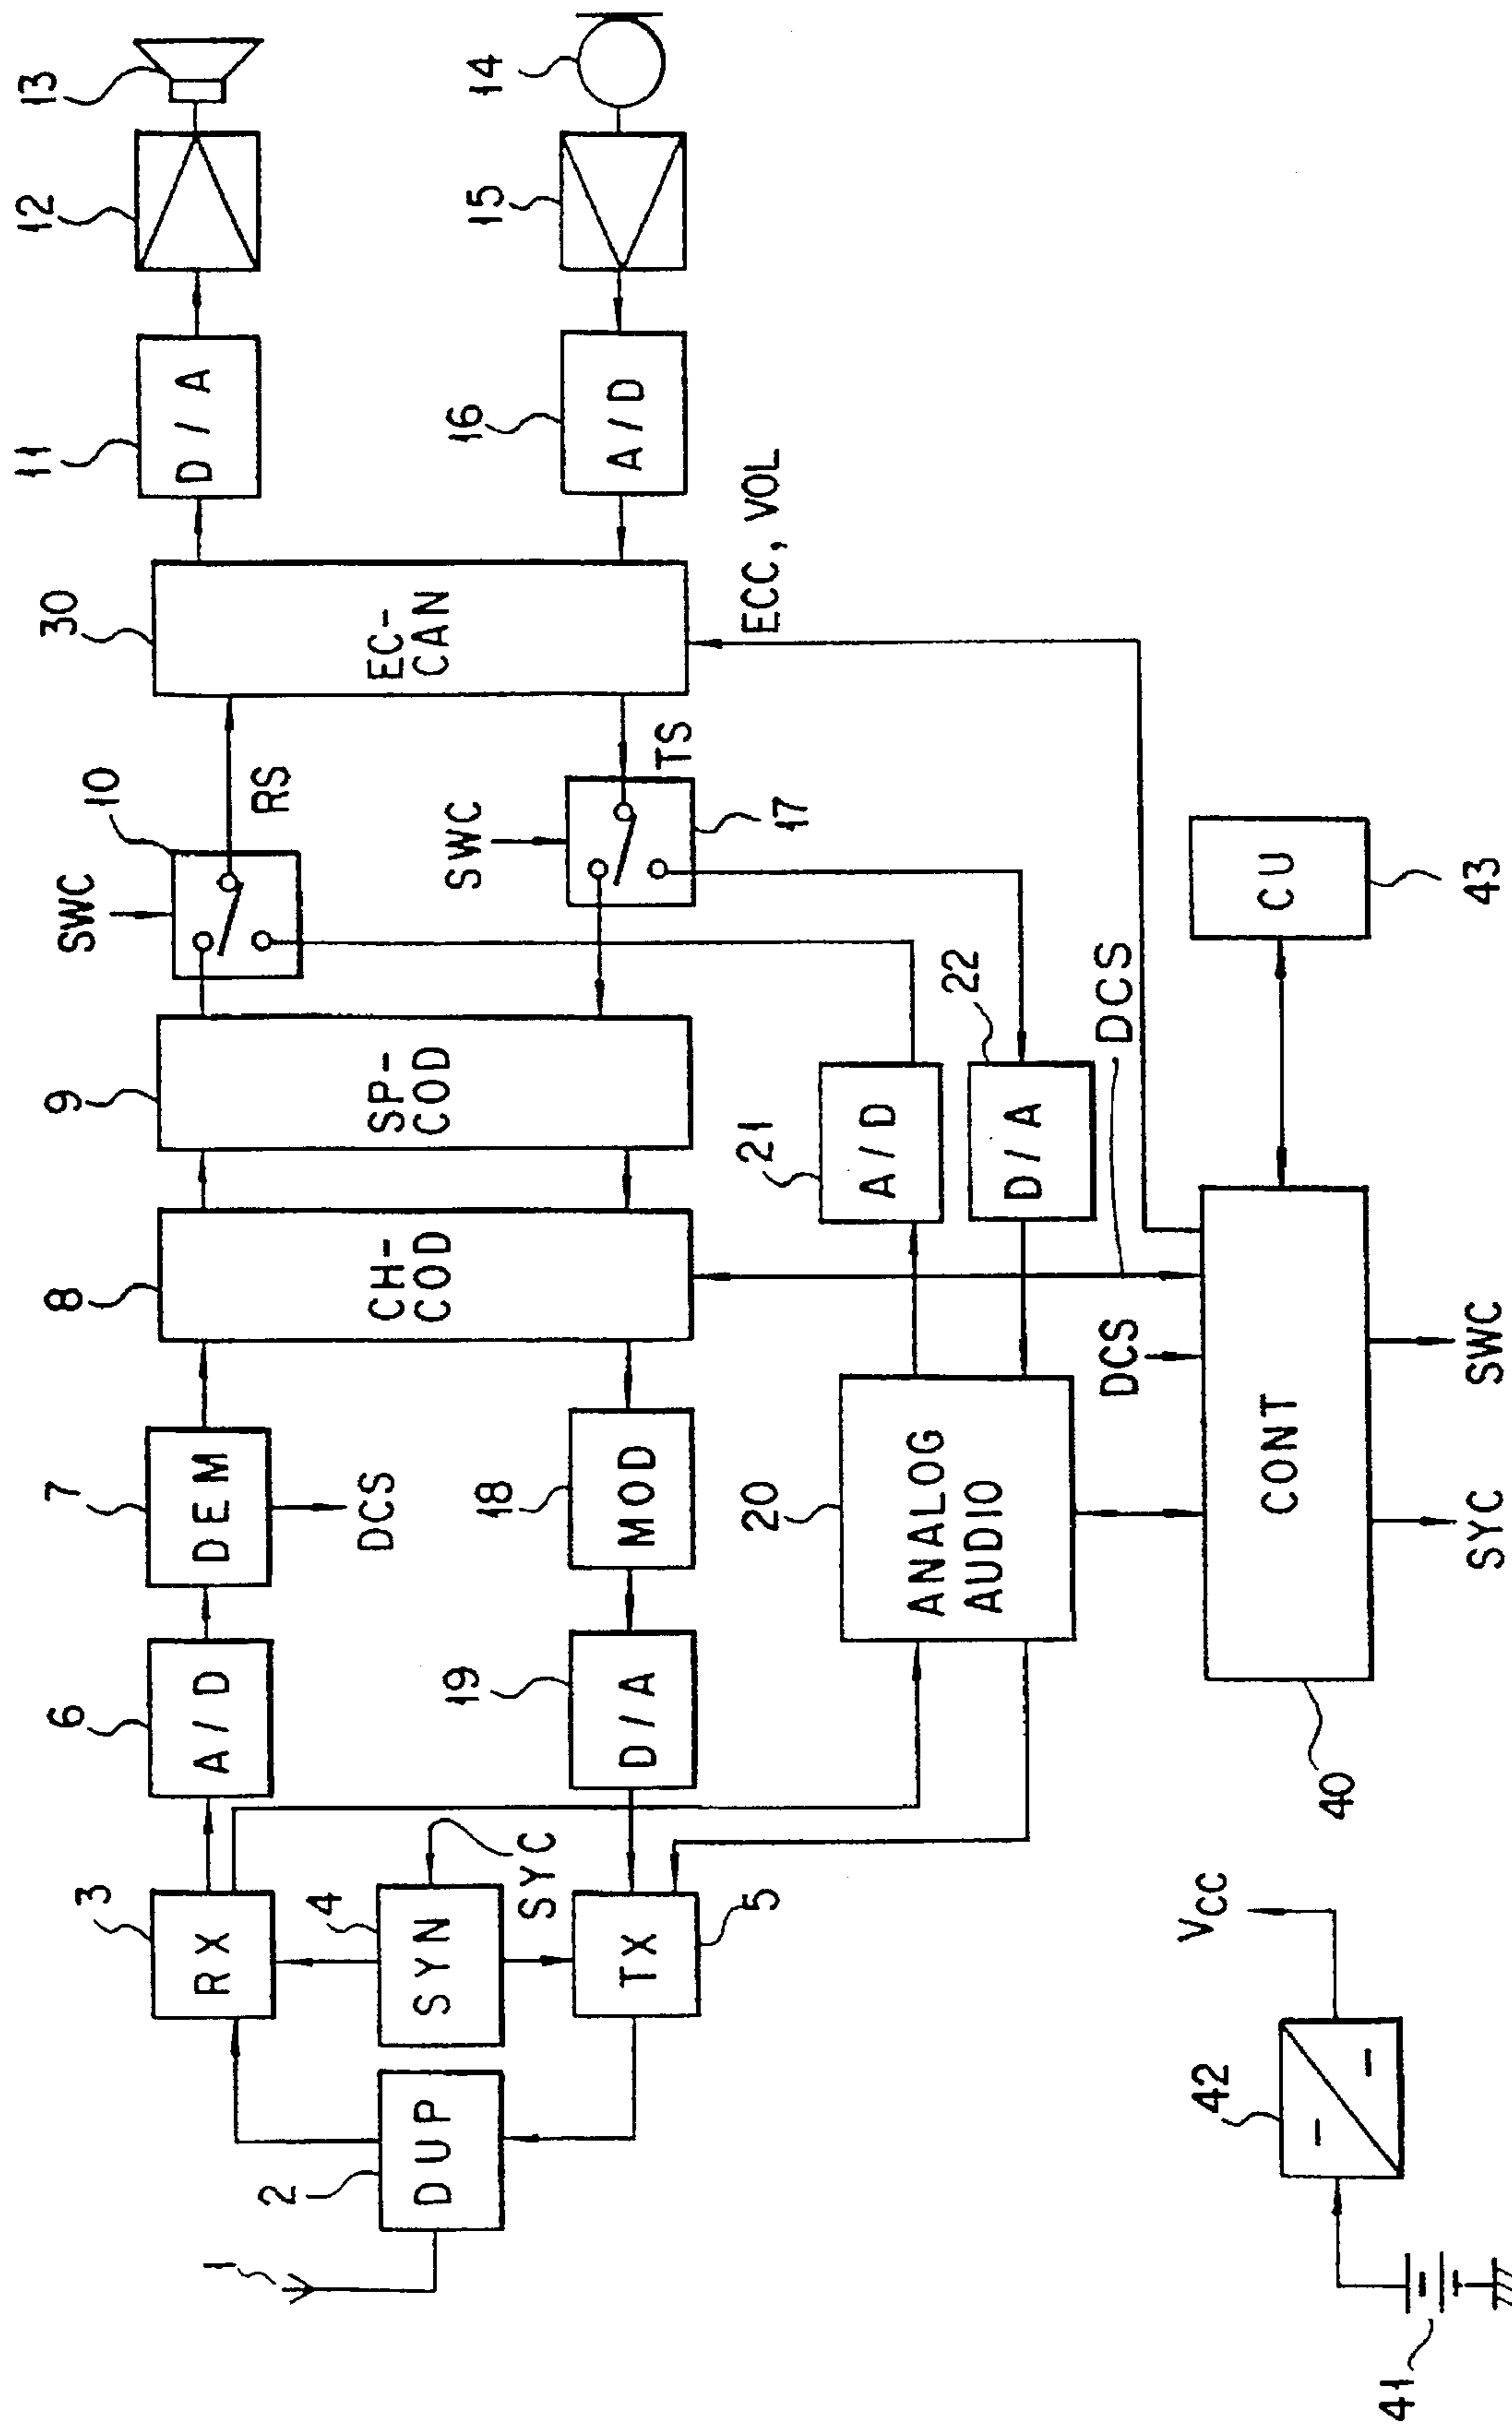 1
2
DUP
3
RX
4
SYN
SYC
5
TX
6
A/D
7
DEM
DCS
8
CH-
COD
9
SP-
COD
10
SWC
RS
30
EC-
CAN
ECC, VOL
11
D/A
12
13
14
15
16
A/D
TS
17
SWC
18
MOD
19
D/A
20
ANALOG
AUDIO
21
A/D
22
D/A
DCS
DCS
CONT
40
SYC
SWC
CU
43
41
42
VCC